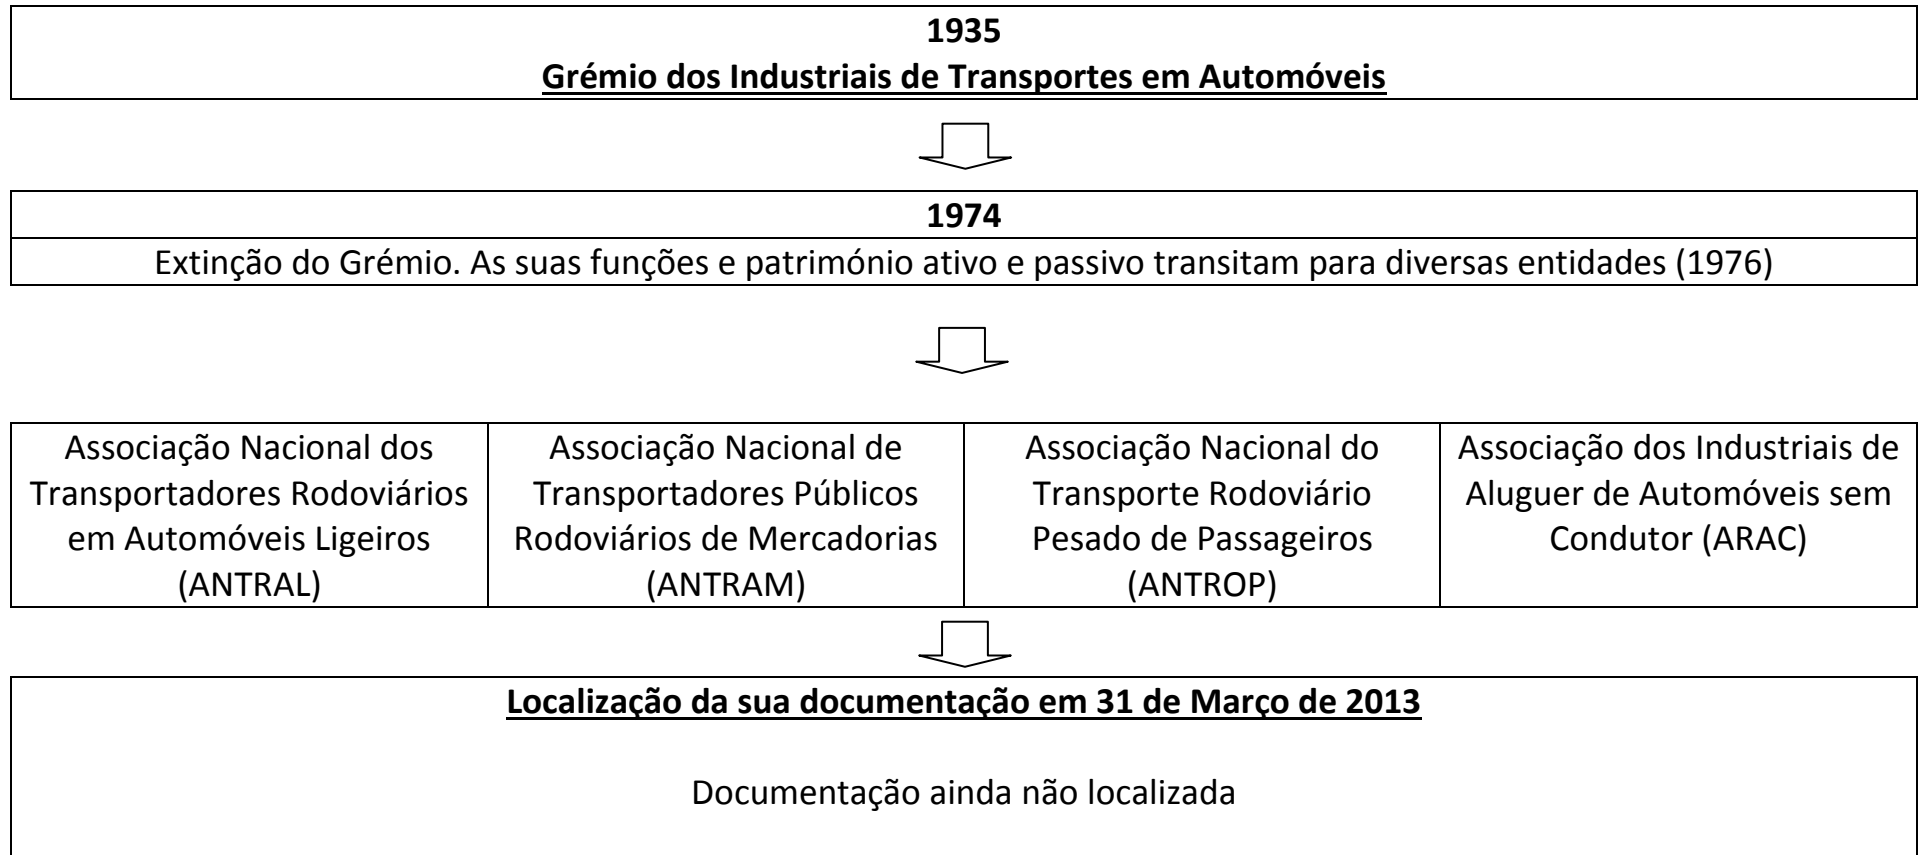 1935
Grémio dos Industriais de Transportes em Automóveis
1974
Extinção do Grémio. As suas funções e património ativo e passivo transitam para diversas entidades (1976)
Associação Nacional dos
Transportadores Rodoviários
em Automóveis Ligeiros
(ANTRAL)
Associação Nacional de
Transportadores Públicos
Rodoviários de Mercadorias
(ANTRAM)
Associação Nacional do
Transporte Rodoviário
Pesado de Passageiros
(ANTROP)
Associação dos Industriais de
Aluguer de Automóveis sem
Condutor (ARAC)
Localização da sua documentação em 31 de Março de 2013
Documentação ainda não localizada